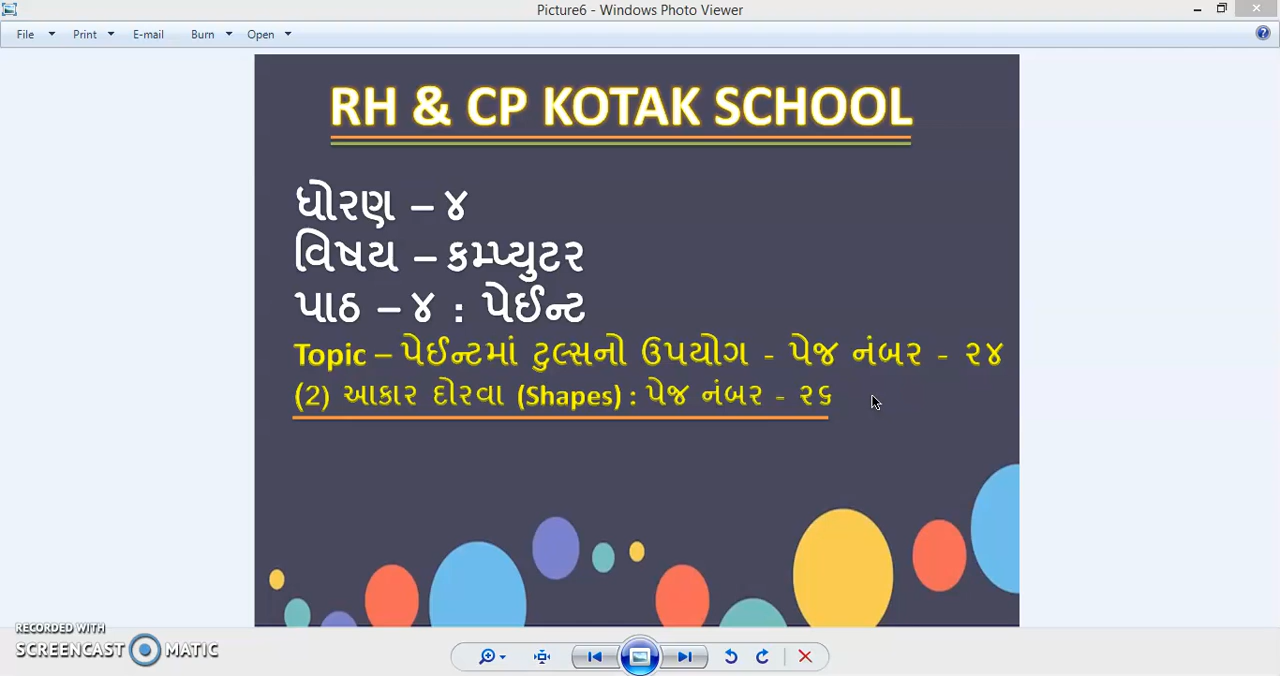 Picture6 - Windows Photo Viewer
File Print E-mail Burn Open
RH & CP KOTAK SCHOOL
ધોરણ – ૪
વિષય – કમ્પ્યુટર
પાઠ – ૪ : પેઈન્ટ
Topic – પેઈન્ટમાં ટુલ્સનો ઉપયોગ - પેજ નંબર - ૨૪
(2) આકાર દોરવા (Shapes) : પેજ નંબર - ૨૬
RECORDED WITH
SCREENCAST MATIC